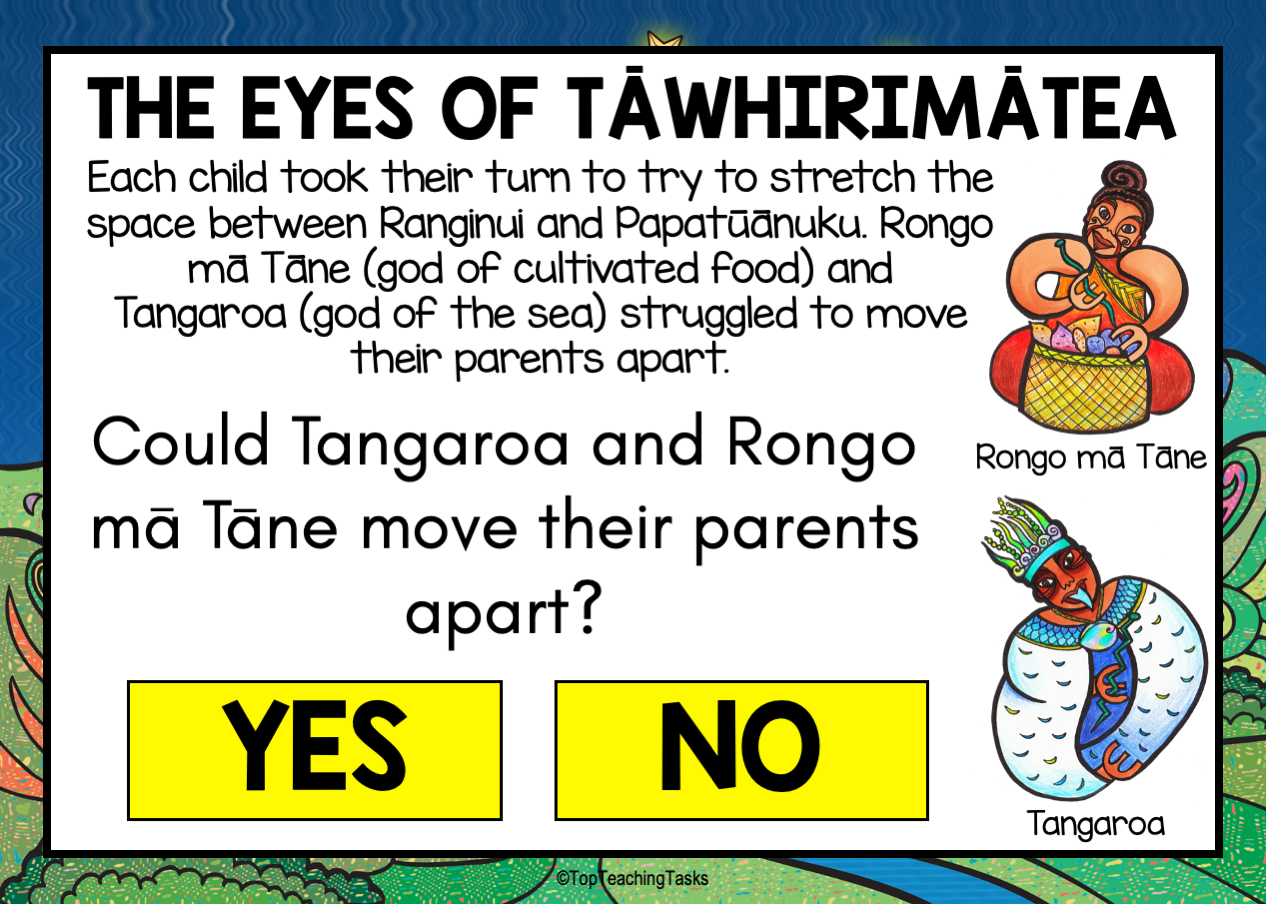 THE EYES OF TĀWHIRIMĀTEA
Each child took their turn to try to stretch the
space between Ranginui and Papatūānuku. Rongo
mā Tāne (god of cultivated food) and
Tangaroa (god of the sea) struggled to move
their parents apart.
Rongo mā Tāne
Could Tangaroa and Rongo
mā Tāne move their parents
apart?
YES
NO
Tangaroa
©TopTeachingTasks